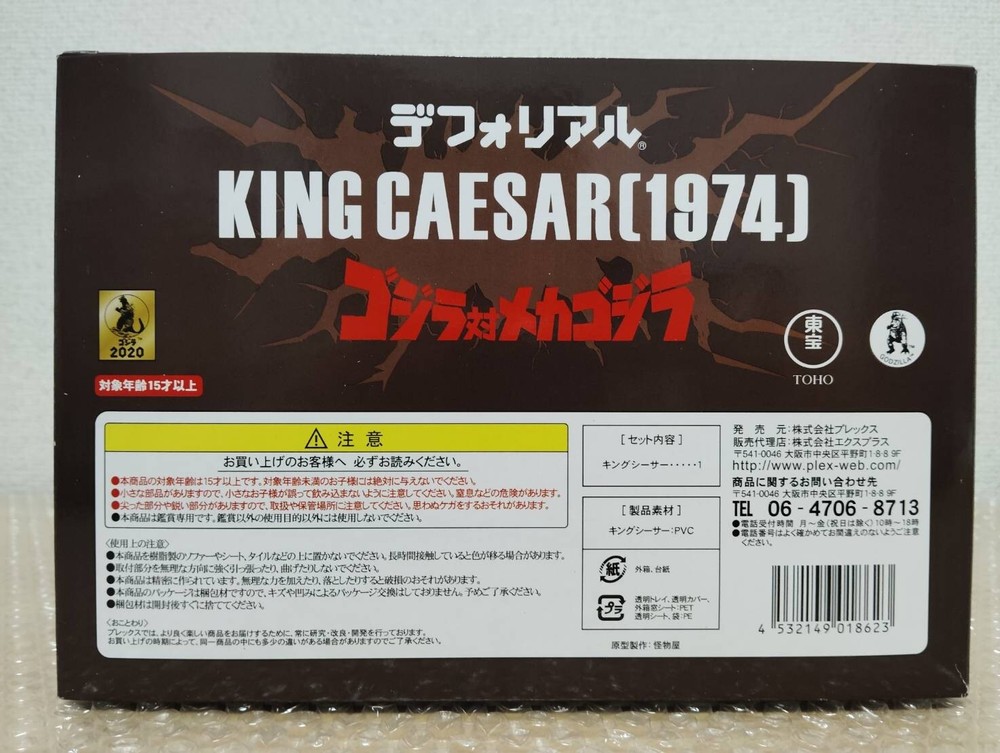 デフォリアル®
KING CAESAR(1974)
ゴジラ対メカゴジラ
ゴジラ
2020
東宝
TOHO
GODZILLA
対象年齢15才以上
⚠ 注意
お買い上げのお客様へ 必ずお読みください。
●本商品の対象年齢は15才以上です。対象年齢未満のお子様には絶対に与えないでください。
●小さな部品がありますので、小さなお子様が誤って飲み込まないように注意してください。窒息などの危険があります。
●尖った部分や鋭い部分がありますので、取扱や保管場所に注意してください。思わぬケガをするおそれがあります。
●本商品は鑑賞専用です。鑑賞以外の使用目的以外には使用しないでください。
〈使用上の注意〉
●本商品を樹脂製のソファーやシート、タイルなどの上に置かないでください。長時間接触していると色が移る場合があります。
●取付部分を無理な方向に強く引っ張ったり、曲げたりしないでください。
●本商品は精密に作られています。無理な力を加えたり、落としたりすると破損のおそれがあります。
●本商品のパッケージは梱包材ですので、キズや凹みによるパッケージ交換はしておりません。予めご了承ください。
●梱包材は開封後すぐに捨ててください。
〈おことわり〉
プレックスでは、より良く楽しい商品をお届けするために、常に研究・改良・開発を行っております。
お買い上げの時期によって、同一商品の中にも多少の違いがある場合がありますのでご了承ください。
［セット内容］
キングシーサー・・・・・1
［製品素材］
キングシーサー:PVC
紙
外箱、台紙
プラ
透明トレイ、透明カバー、
外箱窓シート:PET
透明シート、袋:PE
原型製作：怪物屋
発売元:株式会社プレックス
販売代理店:株式会社エクスプラス
〒541-0046 大阪市中央区平野町1-8-8 9F
http://www.plex-web.com/
商品に関するお問い合わせ先
〒541-0046 大阪市中央区平野町1-8-8 9F
TEL 06-4706-8713
●電話受付時間 月～金(祝日は除く)10時～18時
●電話番号はよく確かめてお間違えのないようご注意
ください。
4 532149 018623